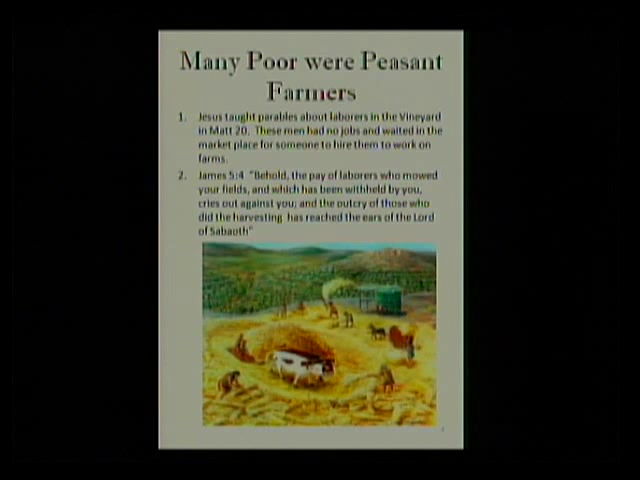 Many Poor were Peasant
Farmers
1. Jesus taught parables about laborers in the Vineyard
in Matt 20. These men had no jobs and waited in the
market place for someone to hire them to work on
farms.
2. James 5:4 "Behold, the pay of laborers who mowed
your fields, and which has been withheld by you,
cries out against you; and the outcry of those who
did the harvesting has reached the ears of the Lord
of Sabaoth"